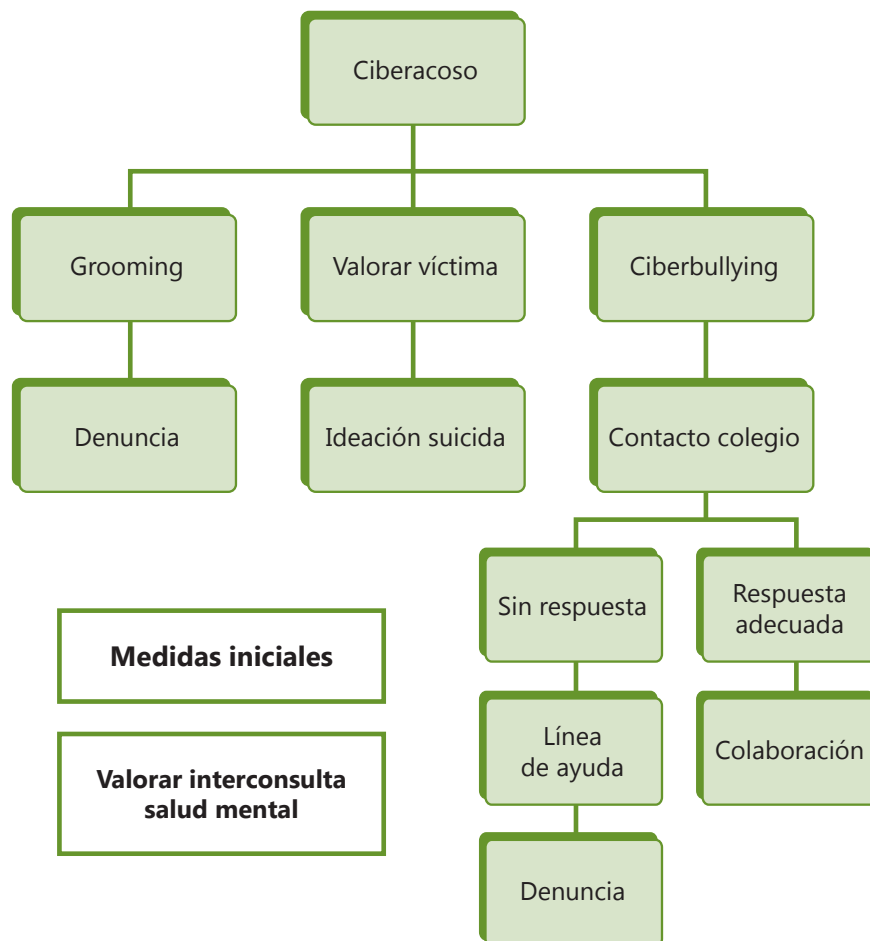 Ciberacoso
Grooming
Valorar víctima
Ciberbullying
Denuncia
Ideación suicida
Contacto colegio
Sin respuesta
Respuesta
adecuada
Medidas iniciales
Línea
de ayuda
Colaboración
Valorar interconsulta
salud mental
Denuncia